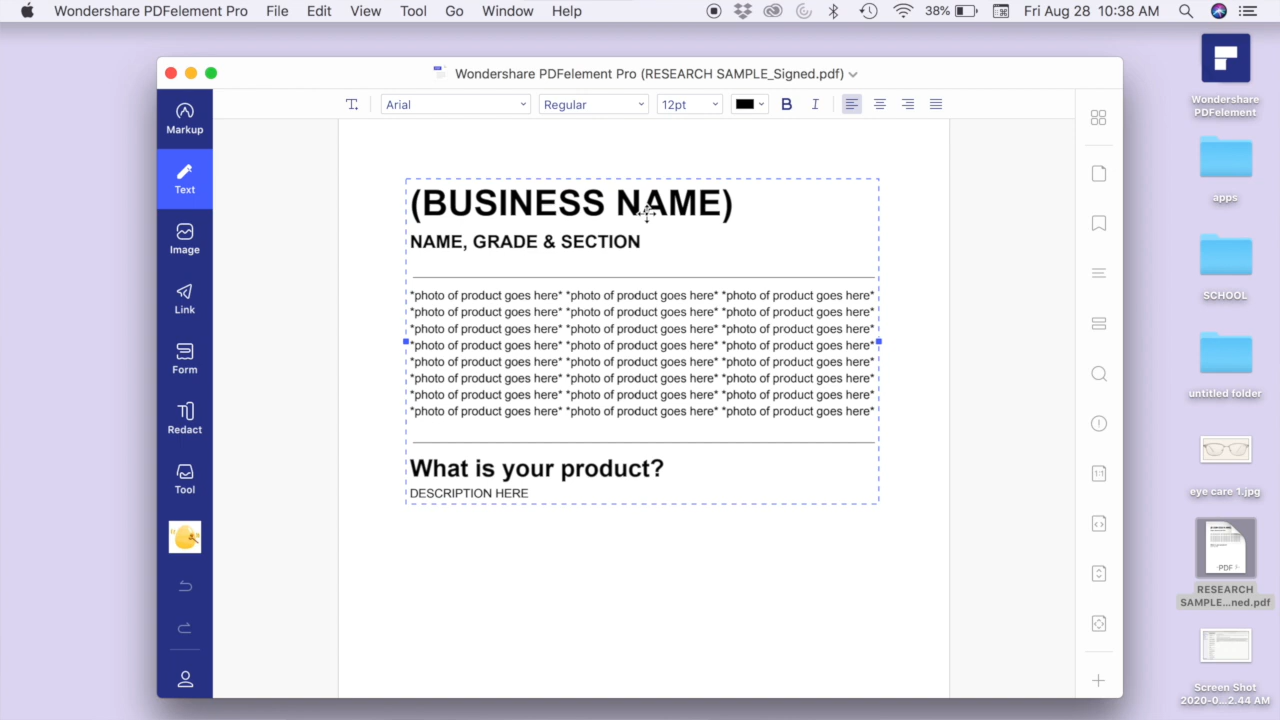 Wondershare PDFelement Pro File Edit View Tool Go Window Help 38% Fri Aug 28 10:38 AM
Wondershare PDFelement Pro (RESEARCH SAMPLE_Signed.pdf)
Arial Regular 12pt B I
Markup
Text
Image
Link
Form
Redact
Tool
(BUSINESS NAME)
NAME, GRADE & SECTION
*photo of product goes here* *photo of product goes here* *photo of product goes here*
*photo of product goes here* *photo of product goes here* *photo of product goes here*
*photo of product goes here* *photo of product goes here* *photo of product goes here*
*photo of product goes here* *photo of product goes here* *photo of product goes here*
*photo of product goes here* *photo of product goes here* *photo of product goes here*
*photo of product goes here* *photo of product goes here* *photo of product goes here*
*photo of product goes here* *photo of product goes here* *photo of product goes here*
*photo of product goes here* *photo of product goes here* *photo of product goes here*
What is your product?
DESCRIPTION HERE
1:1
Wondershare
PDFelement
apps
SCHOOL
untitled folder
eye care 1.jpg
PDF
RESEARCH
SAMPLE...ned.pdf
Screen Shot
2020-0...2.44 AM